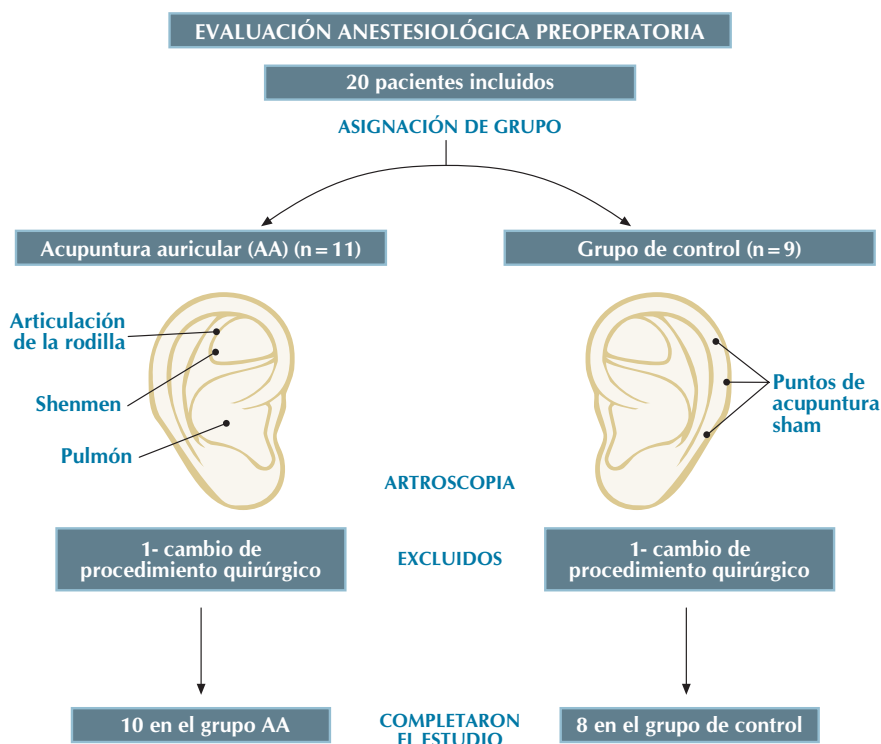 EVALUACIÓN ANESTESIOLÓGICA PREOPERATORIA
20 pacientes incluidos
ASIGNACIÓN DE GRUPO
Acupuntura auricular (AA) (n = 11)
Grupo de control (n = 9)
Articulación
de la rodilla
Shenmen
Pulmón
Puntos de
acupuntura
sham
ARTROSCOPIA
1- cambio de
procedimiento quirúrgico
EXCLUIDOS
1- cambio de
procedimiento quirúrgico
10 en el grupo AA
COMPLETARON
EL ESTUDIO
8 en el grupo de control